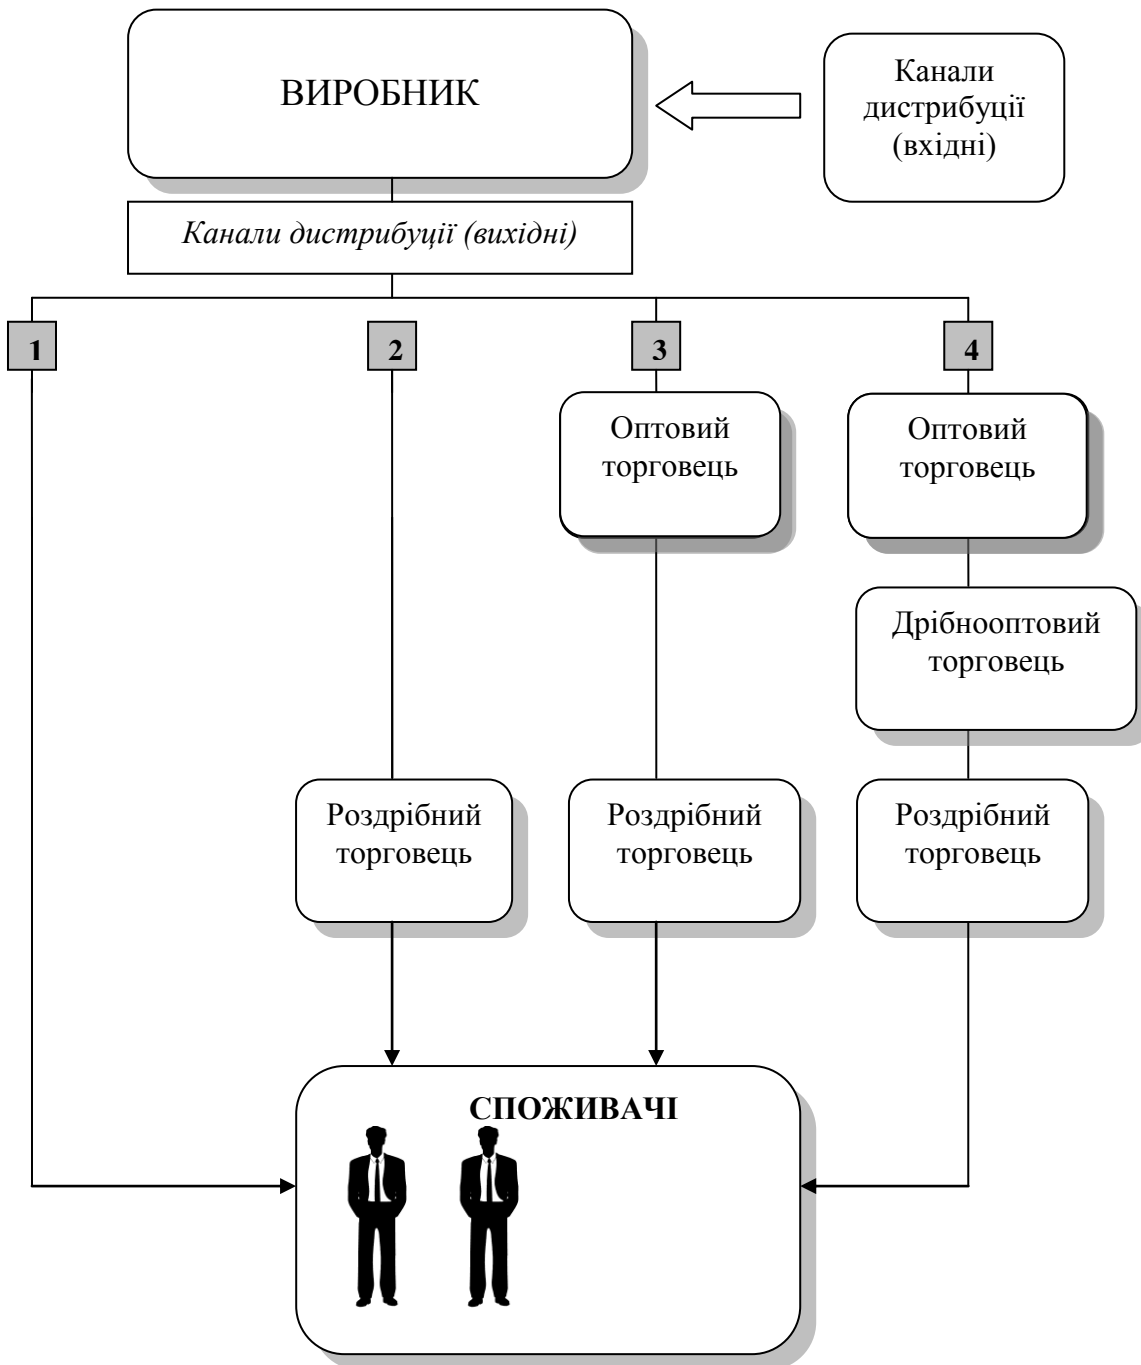 ВИРОБНИК
Канали
дистрибуції
(вхідні)
Канали дистрибуції (вихідні)
1
2
3
4
Оптовий
торговець
Оптовий
торговець
Дрібнооптовий
торговець
Роздрібний
торговець
Роздрібний
торговець
Роздрібний
торговець
СПОЖИВАЧІ